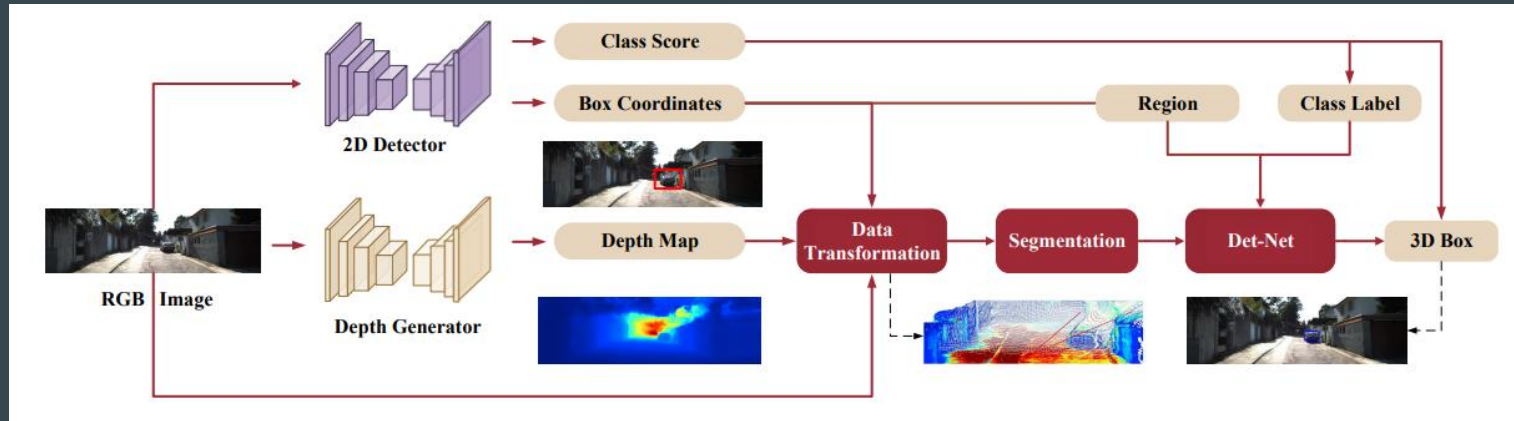 Class Score
Box Coordinates
Region
Class Label
2D Detector
Depth Map
Data
Transformation
Segmentation
Det-Net
3D Box
RGB Image
Depth Generator